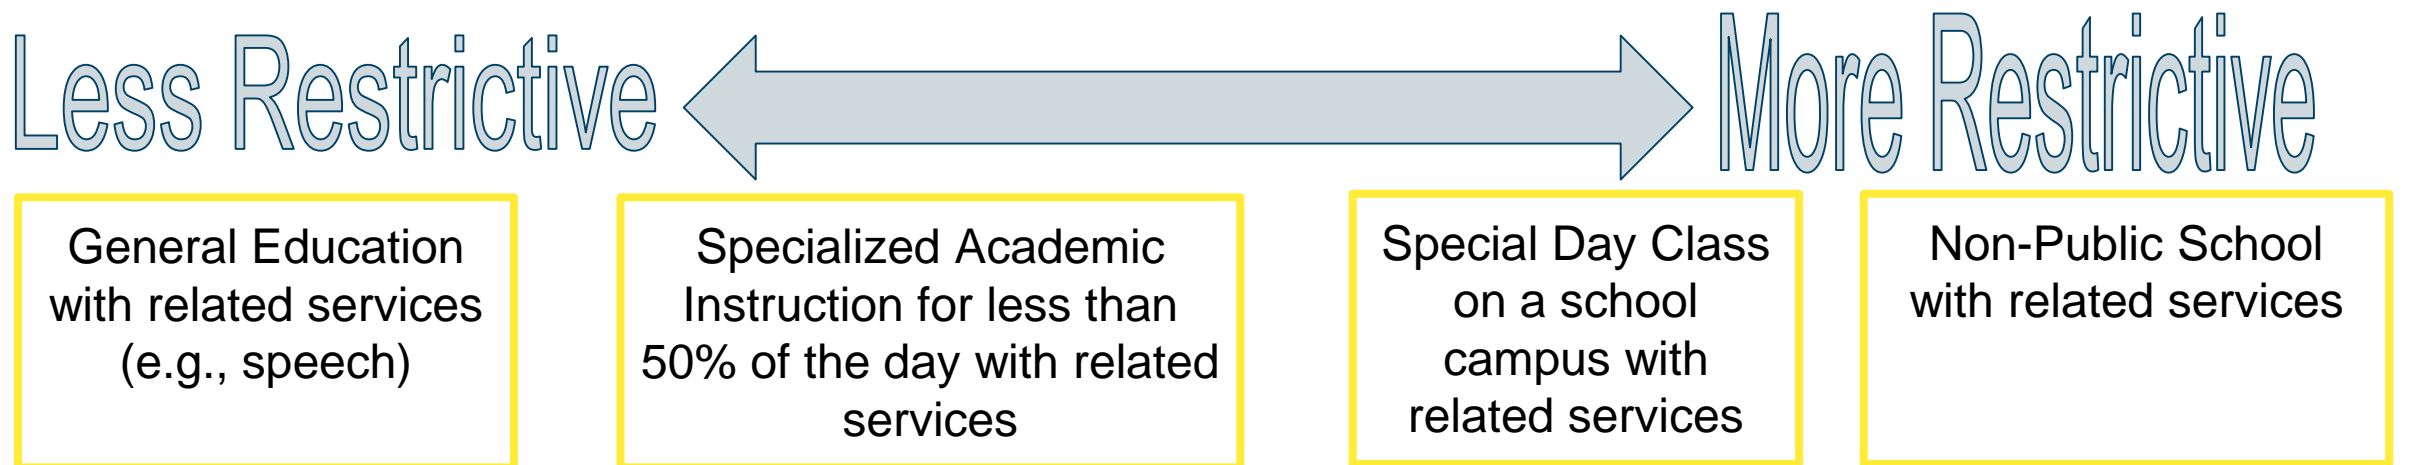 Less Restrictive
More Restrictive
General Education
with related services
(e.g., speech)
Specialized Academic
Instruction for less than
50% of the day with related
services
Special Day Class
on a school
campus with
related services
Non-Public School
with related services